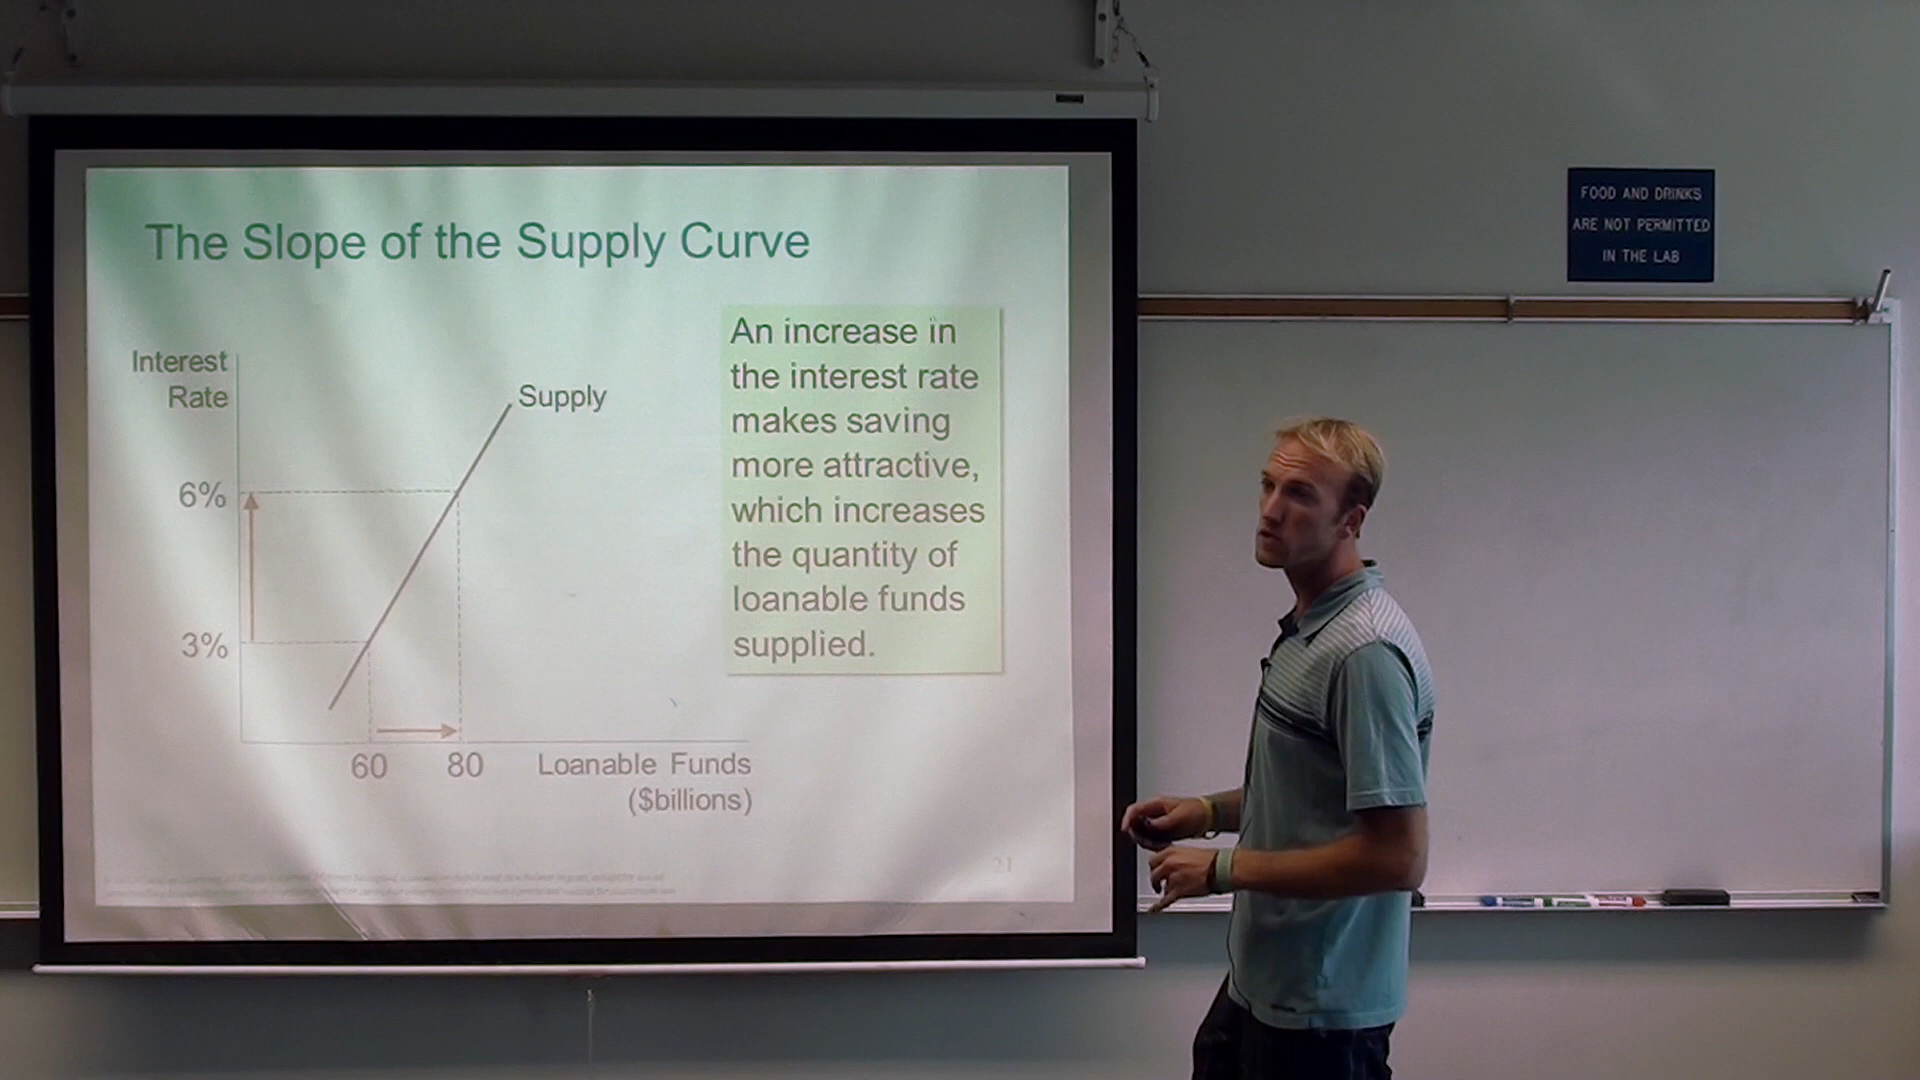 The Slope of the Supply Curve
Interest
Rate
Supply
6%
3%
60
80
Loanable Funds
($billions)
An increase in
the interest rate
makes saving
more attractive,
which increases
the quantity of
loanable funds
supplied.
21
FOOD AND DRINKS
ARE NOT PERMITTED
IN THE LAB